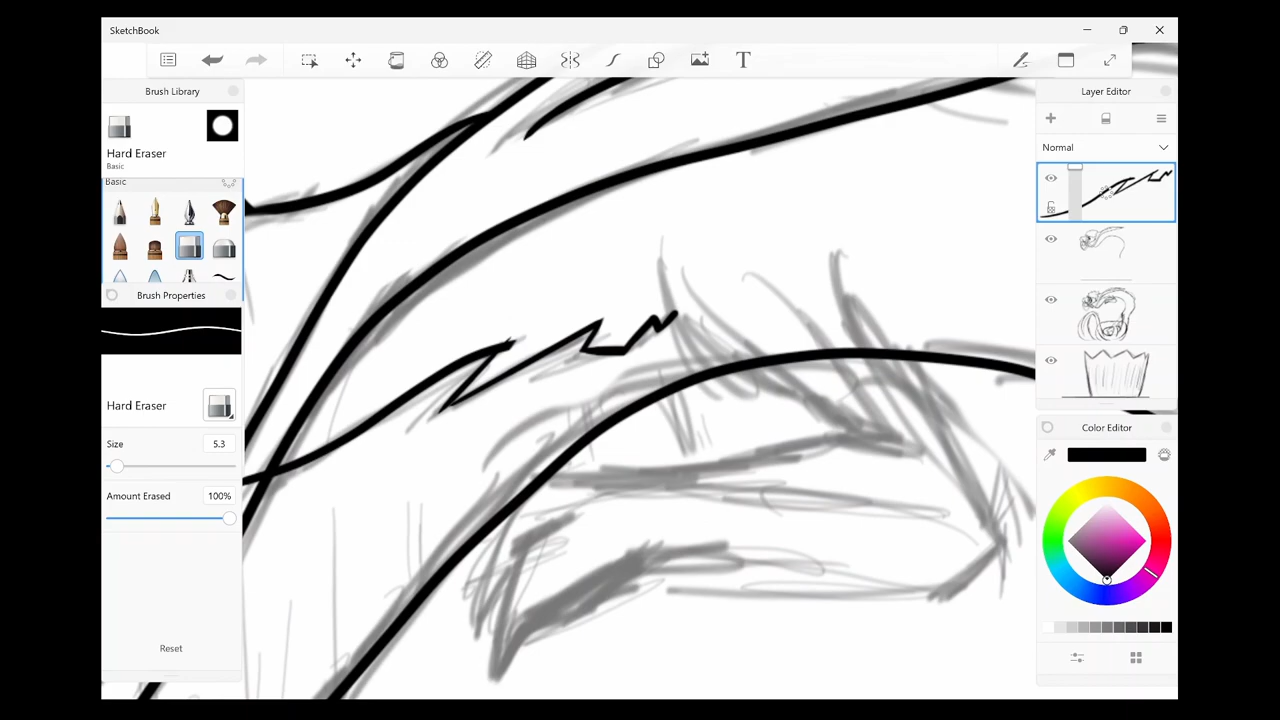 SketchBook
T
Brush Library
Hard Eraser
Basic
Basic
Brush Properties
Hard Eraser
Size 5.3
Amount Erased 100%
Reset
Layer Editor
Normal
Color Editor